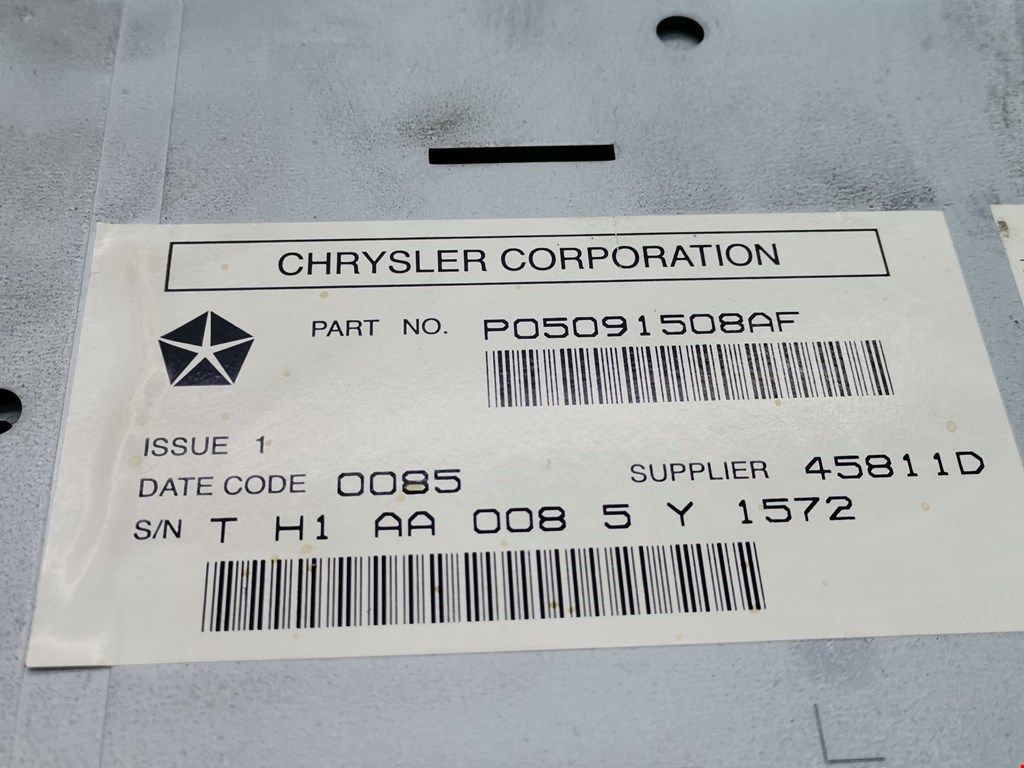 CHRYSLER CORPORATION
PART NO. P05091508AF
ISSUE 1
DATE CODE 0085
SUPPLIER 45811D
S/N T H1 AA 008 5 Y 1572